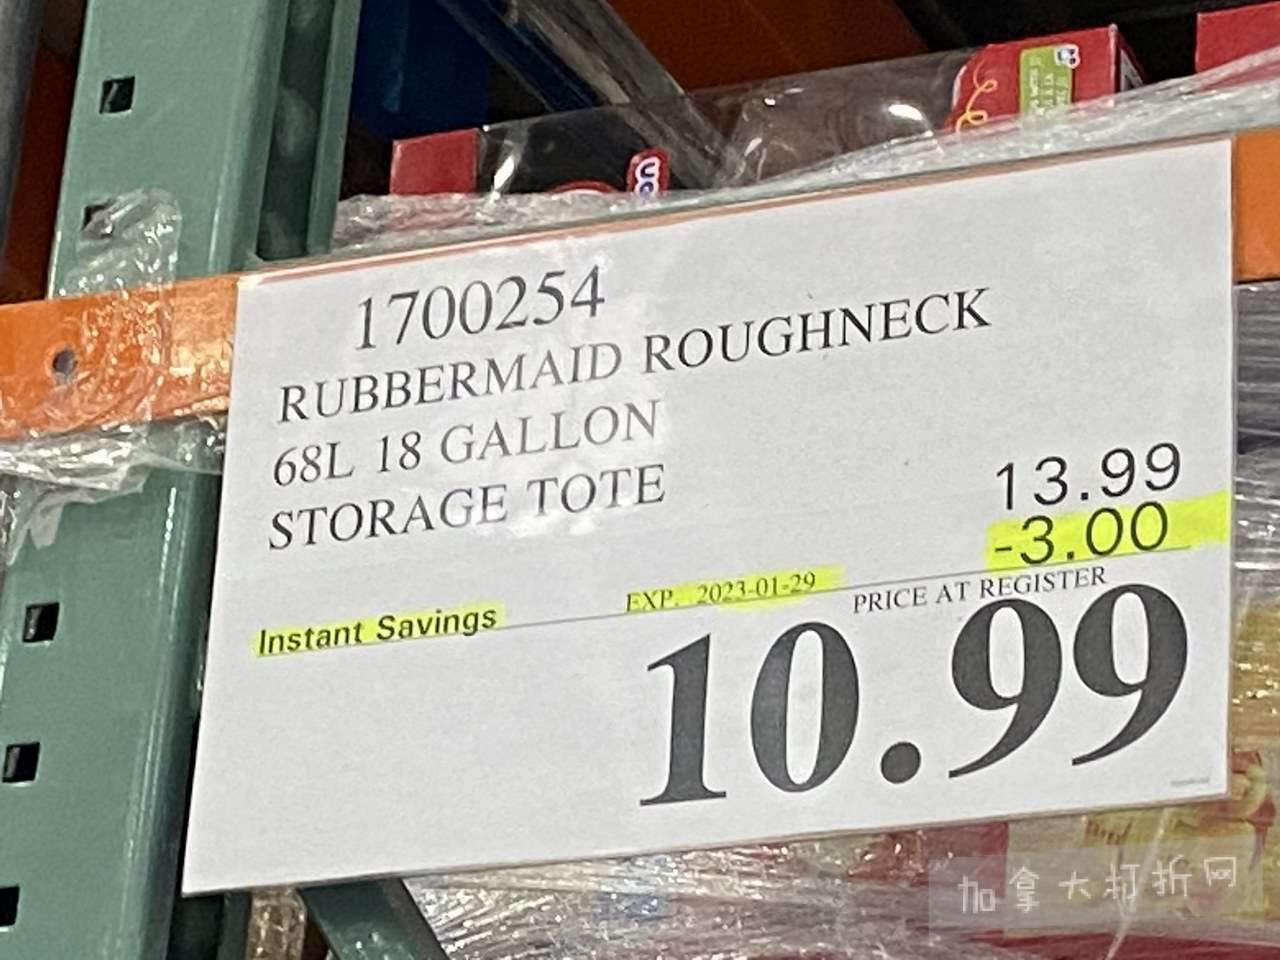 1700254
RUBBERMAID ROUGHNECK
68L 18 GALLON
STORAGE TOTE
13.99
-3.00
Instant Savings
EXP. 2023-01-29
PRICE AT REGISTER
10.99
加拿大打折网